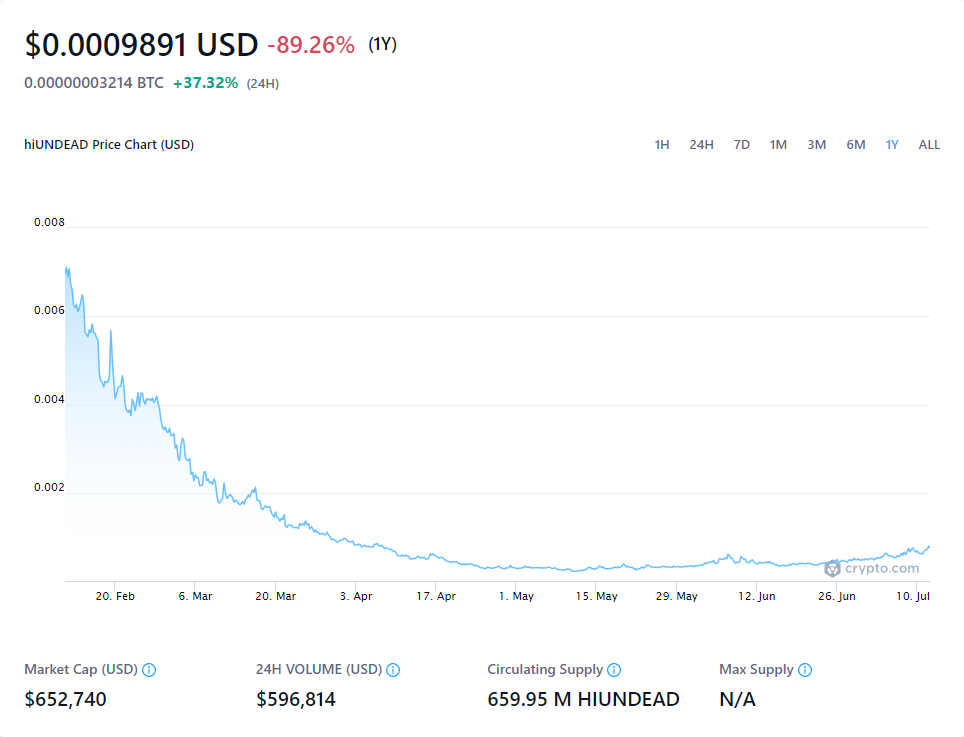 $0.0009891 USD -89.26% (1Y)
0.00000003214 BTC +37.32% (24H)
hiUNDEAD Price Chart (USD) 1H 24H 7D 1M 3M 6M 1Y ALL
0.008
0.006
0.004
0.002
crypto.com
20. Feb 6. Mar 20. Mar 3. Apr 17. Apr 1. May 15. May 29. May 12. Jun 26. Jun 10. Jul
Market Cap (USD) 24H VOLUME (USD) Circulating Supply Max Supply
$652,740 $596,814 659.95 M HIUNDEAD N/A